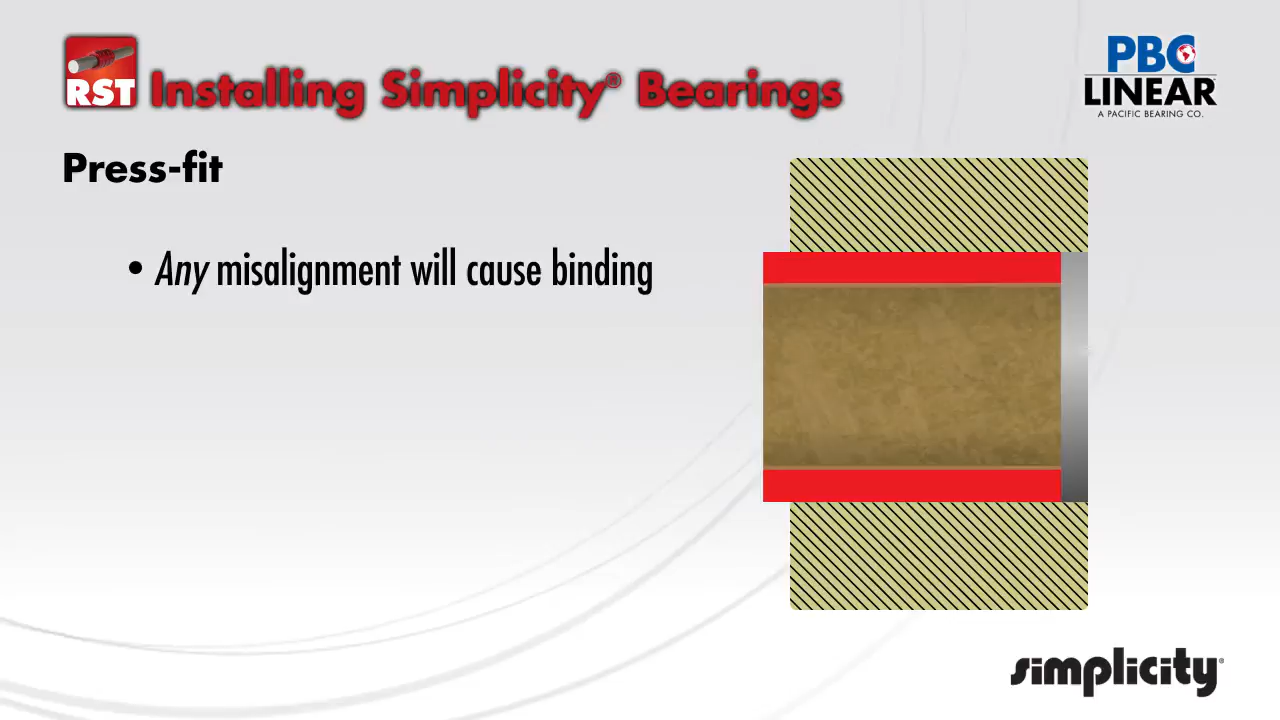 RST
Installing Simplicity® Bearings
PBC
LINEAR
A PACIFIC BEARING CO.
Press-fit
• Any misalignment will cause binding
simplicity®